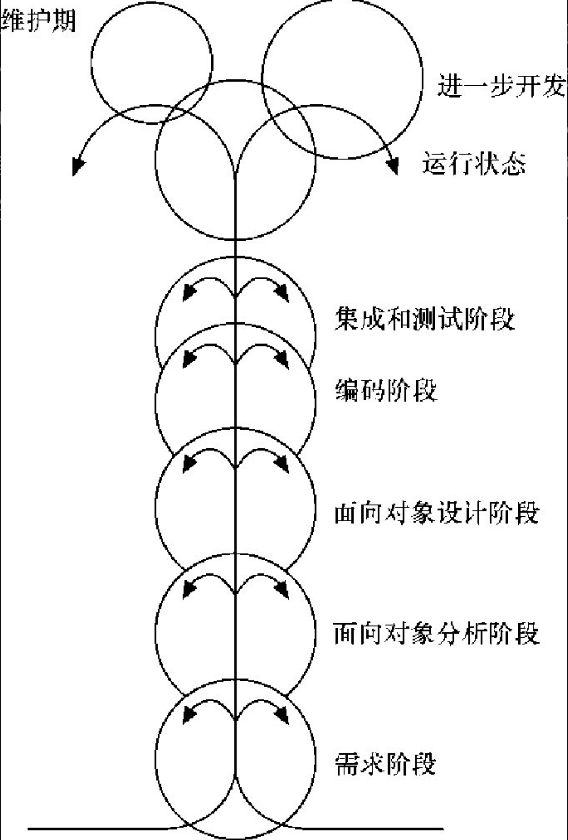 维护期
进一步开发
运行状态
集成和测试阶段
编码阶段
面向对象设计阶段
面向对象分析阶段
需求阶段